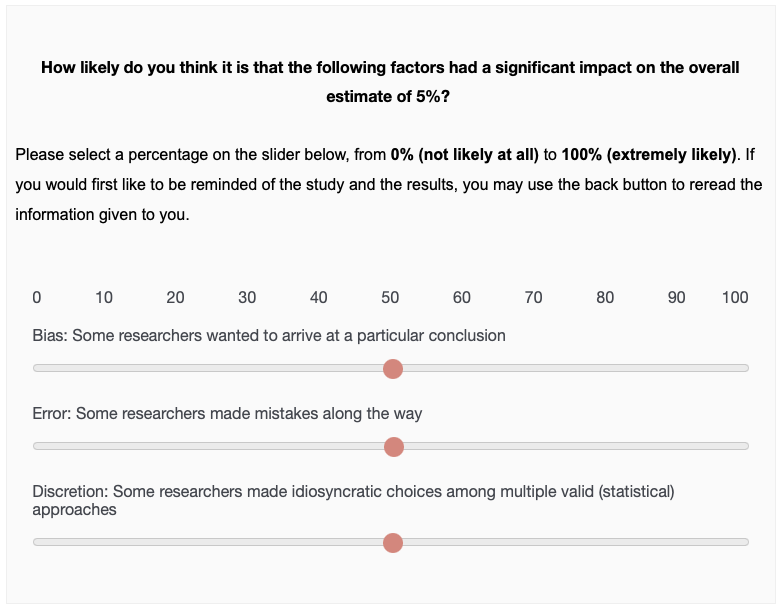 How likely do you think it is that the following factors had a significant impact on the overall
estimate of 5%?
Please select a percentage on the slider below, from 0% (not likely at all) to 100% (extremely likely). If
you would first like to be reminded of the study and the results, you may use the back button to reread the
information given to you.
0 10 20 30 40 50 60 70 80 90 100
Bias: Some researchers wanted to arrive at a particular conclusion
Error: Some researchers made mistakes along the way
Discretion: Some researchers made idiosyncratic choices among multiple valid (statistical)
approaches